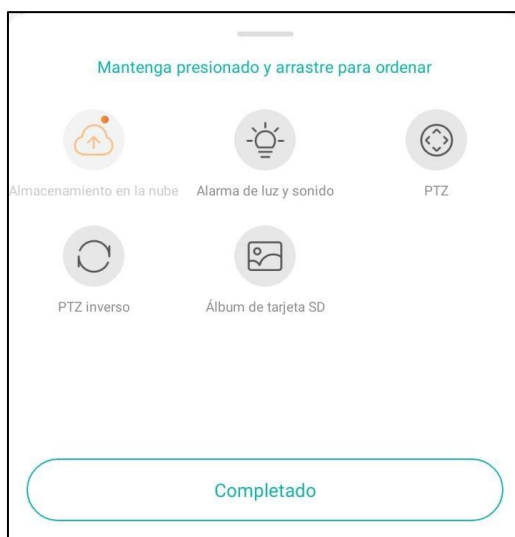 Mantenga presionado y arrastre para ordenar
Almacenamiento en la nube
Alarma de luz y sonido
PTZ
PTZ inverso
Álbum de tarjeta SD
Completado